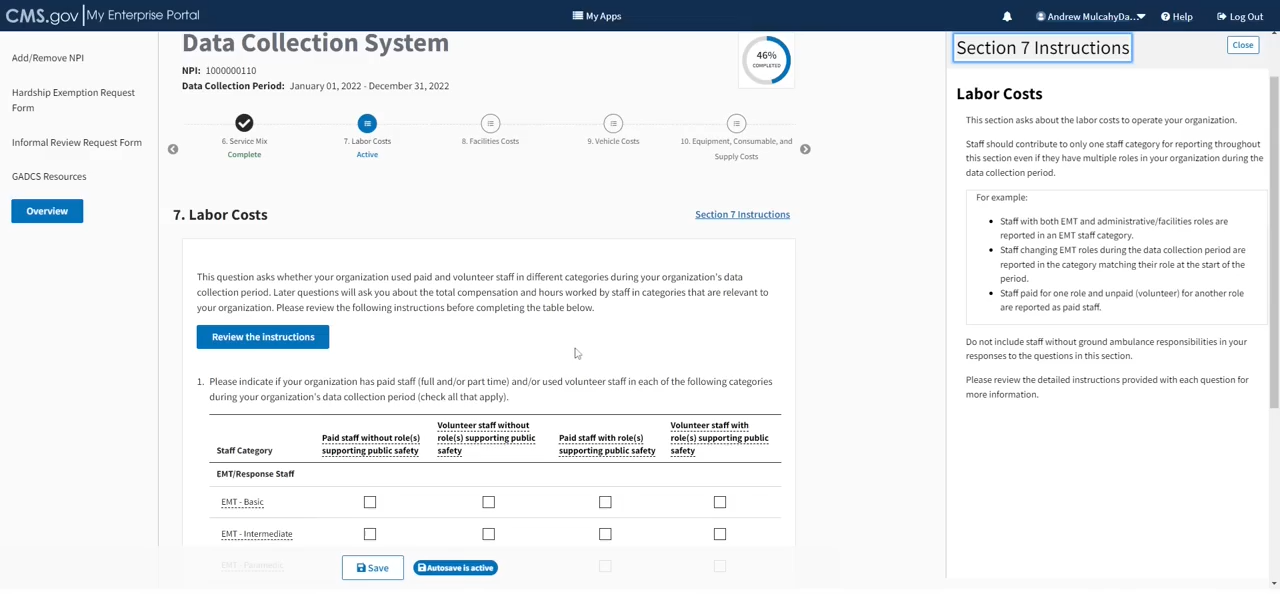 CMS.gov My Enterprise Portal
My Apps
Andrew MulcahyDa...
Help
Log Out
Add/Remove NPI
Hardship Exemption Request
Form
Informal Review Request Form
GADCS Resources
Overview
Data Collection System
NPI: 1000000110
Data Collection Period: January 01, 2022 - December 31, 2022
46%
COMPLETED
6. Service Mix
Complete
7. Labor Costs
Active
8. Facilities Costs
9. Vehicle Costs
10. Equipment, Consumable, and
Supply Costs
7. Labor Costs
Section 7 Instructions
This question asks whether your organization used paid and volunteer staff in different categories during your organization's data
collection period. Later questions will ask you about the total compensation and hours worked by staff in categories that are relevant to
your organization. Please review the following instructions before completing the table below.
Review the instructions
1. Please indicate if your organization has paid staff (full and/or part time) and/or used volunteer staff in each of the following categories
during your organization's data collection period (check all that apply).
Staff Category
Paid staff without role(s)
supporting public safety
Volunteer staff without
role(s) supporting public
safety
Paid staff with role(s)
supporting public safety
Volunteer staff with
role(s) supporting public
safety
EMT/Response Staff
EMT - Basic
EMT - Intermediate
EMT - Paramedic
Save
Autosave is active
Section 7 Instructions
Close
Labor Costs
This section asks about the labor costs to operate your organization.
Staff should contribute to only one staff category for reporting throughout
this section even if they have multiple roles in your organization during the
data collection period.
For example:
• Staff with both EMT and administrative/facilities roles are
reported in an EMT staff category.
• Staff changing EMT roles during the data collection period are
reported in the category matching their role at the start of the
period.
• Staff paid for one role and unpaid (volunteer) for another role
are reported as paid staff.
Do not include staff without ground ambulance responsibilities in your
responses to the questions in this section.
Please review the detailed instructions provided with each question for
more information.